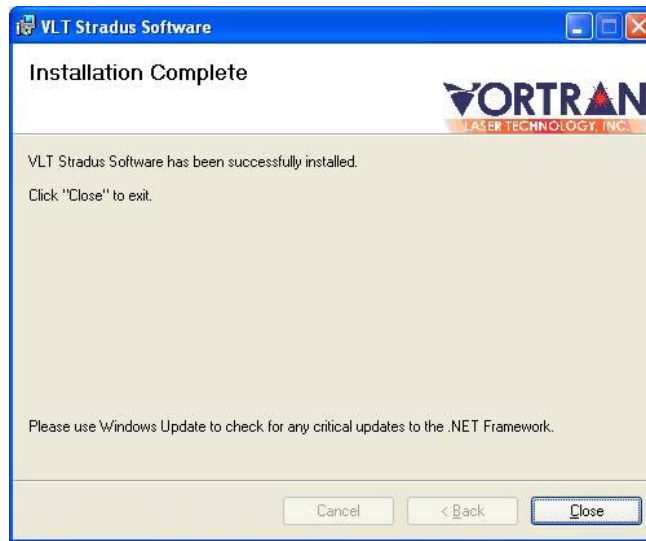 VLT Stradus Software
Installation Complete
VORTRAN
LASER TECHNOLOGY, INC.
VLT Stradus Software has been successfully installed.
Click "Close" to exit.
Please use Windows Update to check for any critical updates to the .NET Framework.
Cancel
< Back
Close